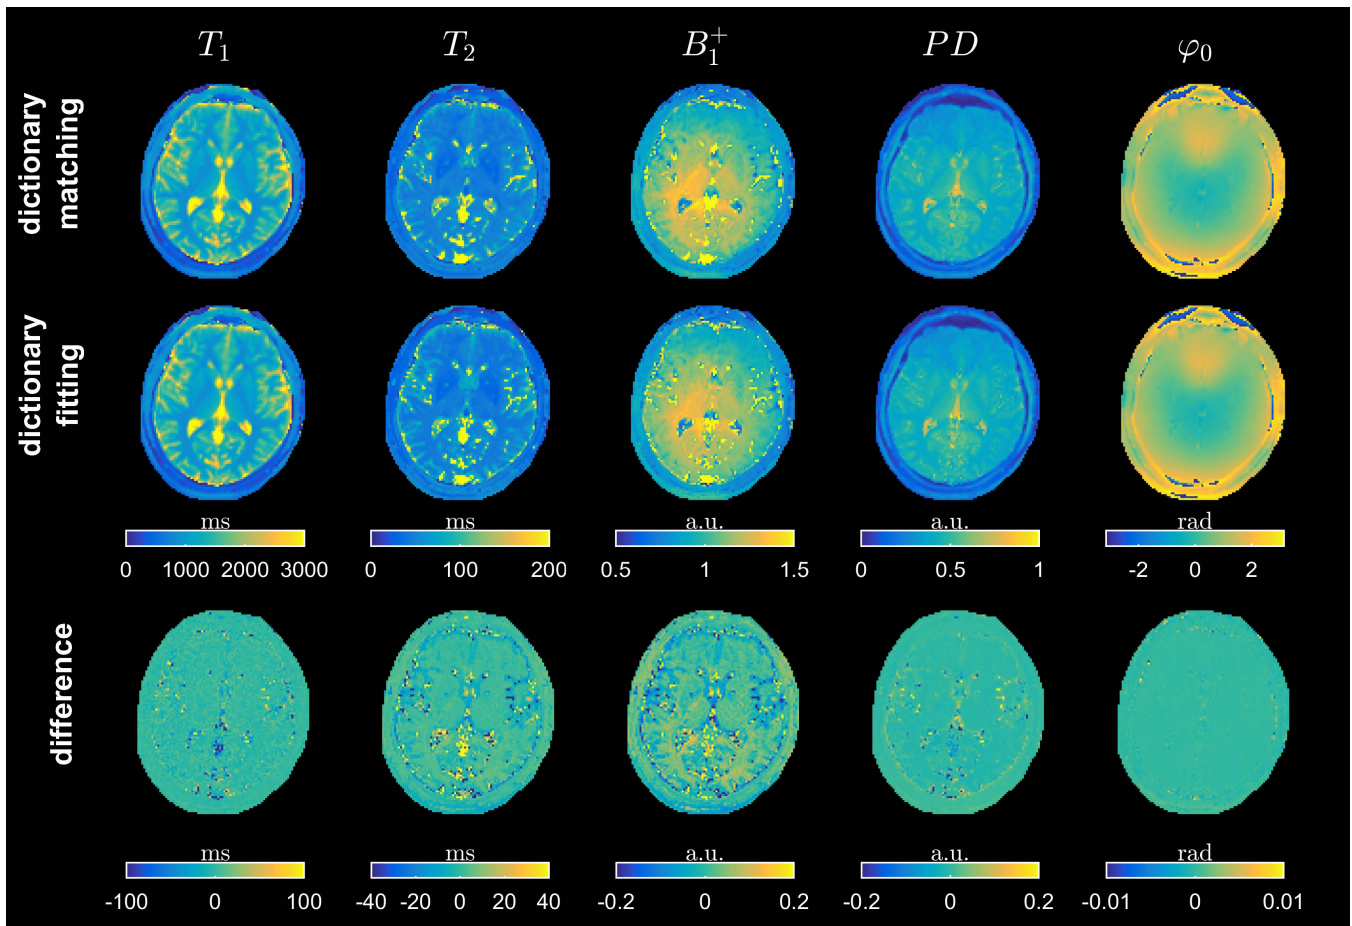 T₁ T₂ B₁⁺ PD φ₀
dictionary
matching
dictionary
fitting
ms ms a.u. a.u. rad
0 1000 2000 3000 0 100 200 0.5 1 1.5 0 0.5 1 -2 0 2
difference
ms ms a.u. a.u. rad
-100 0 100 -40 -20 0 20 40 -0.2 0 0.2 -0.2 0 0.2 -0.01 0 0.01